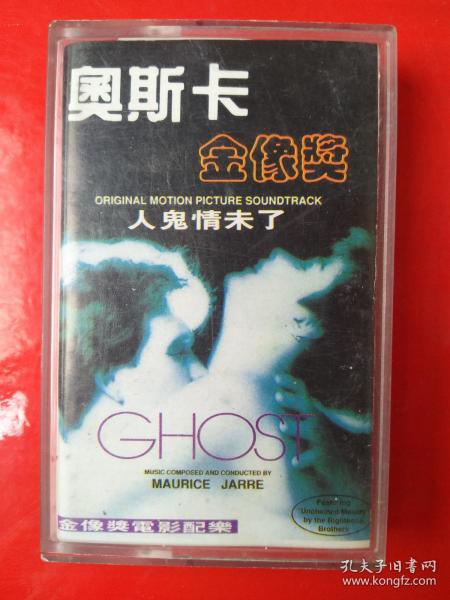 奥斯卡
金像獎
ORIGINAL MOTION PICTURE SOUNDTRACK
人鬼情未了
GHOST
MUSIC COMPOSED AND CONDUCTED BY
MAURICE JARRE
Featuring
"Unchained Melody"
by the Righteous
Brothers
金像獎電影配樂
孔夫子旧书网
www.kongfz.com